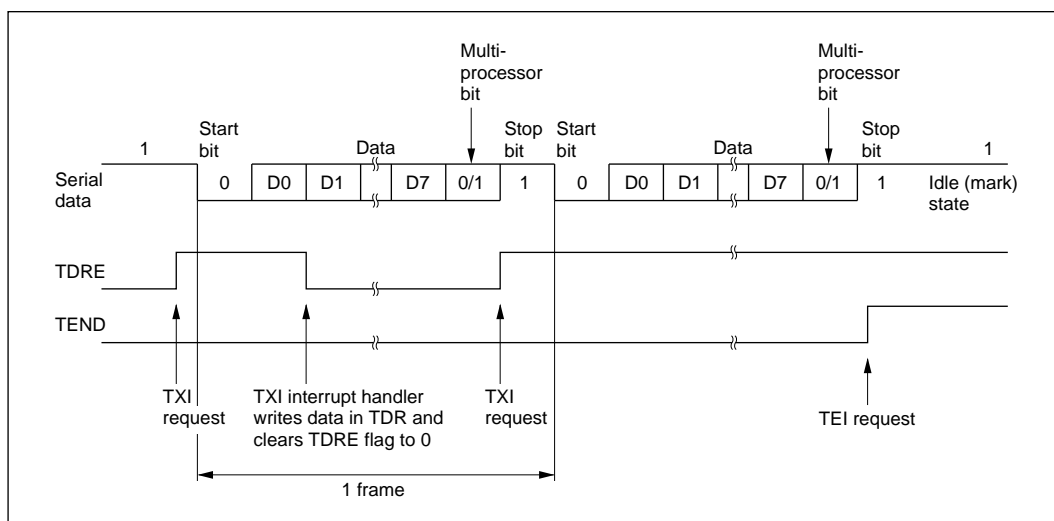 Multi-
processor
bit
Multi-
processor
bit
1
Start
bit
Data
Stop
bit
Start
bit
Data
Stop
bit
1
Serial
data
0
D0
D1
D7
0/1
1
0
D0
D1
D7
0/1
1
Idle (mark)
state
TDRE
TEND
TXI
request
TXI interrupt handler
writes data in TDR and
clears TDRE flag to 0
TXI
request
TEI request
1 frame